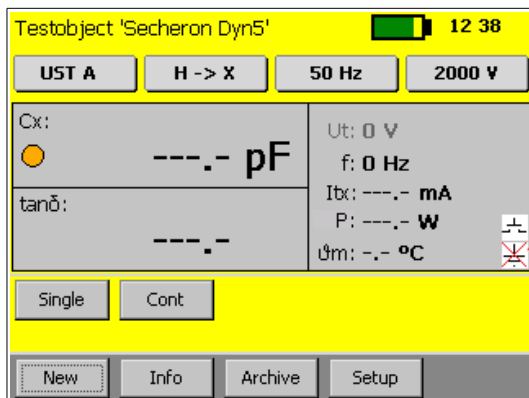 Testobject 'Secheron Dyn5' 12 38
UST A H -> X 50 Hz 2000 V
Cx:
---.- pF
tanδ:
---.-
Ut: 0 V
f: 0 Hz
Itx: ---.- mA
P: ---.- W
ϑm: -.- ºC
Single Cont
New Info Archive Setup